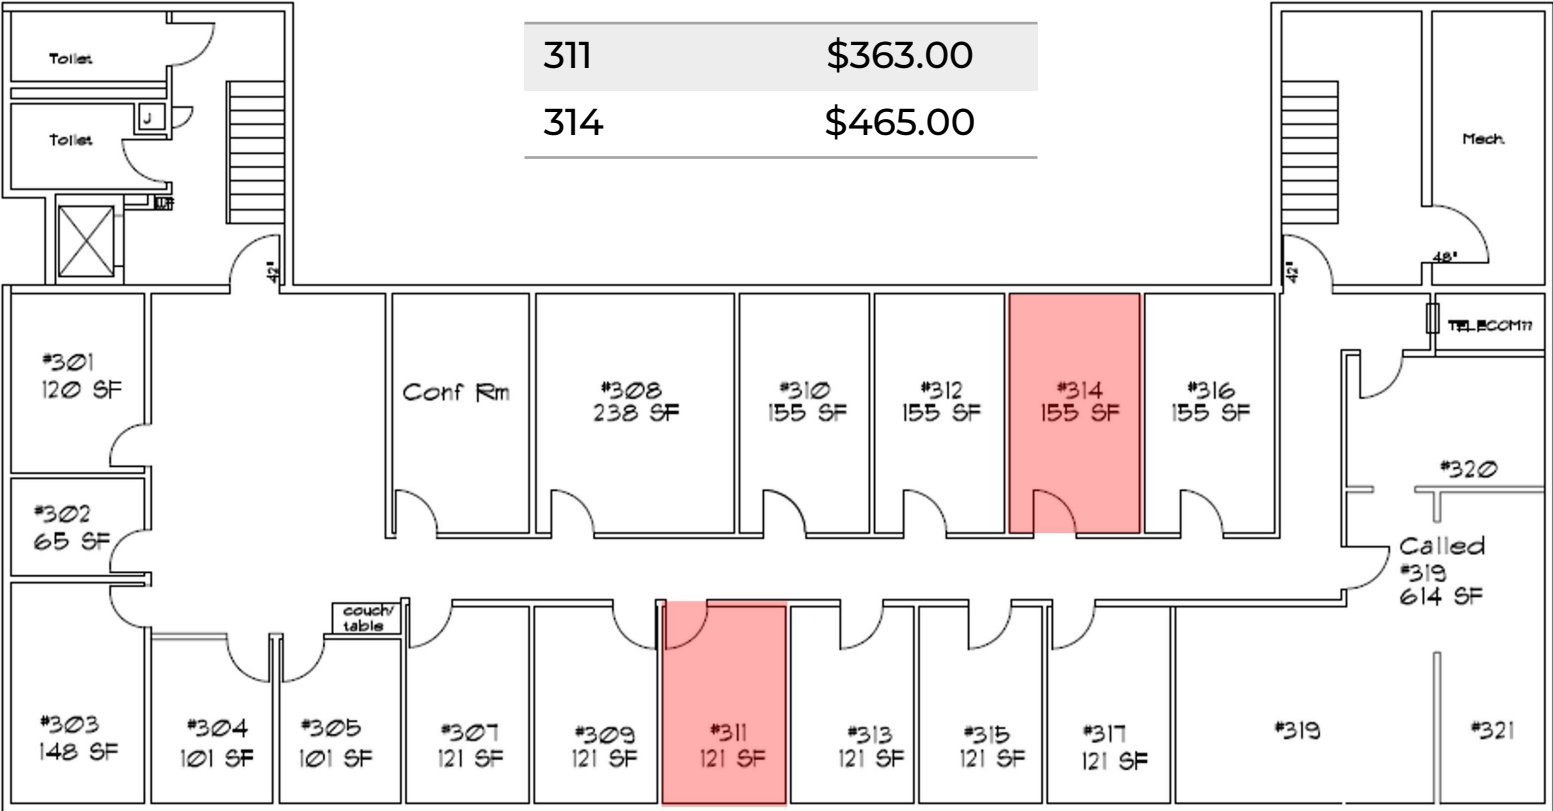 311 $363.00
314 $465.00
Toilet
J
Toilet
Mech.
42"
42"
48"
#301
120 SF
Conf Rm
#308
238 SF
#310
155 SF
#312
155 SF
#314
155 SF
#316
155 SF
#320
#302
65 SF
Called
#319
614 SF
couch/
table
#303
148 SF
#304
101 SF
#305
101 SF
#307
121 SF
#309
121 SF
#311
121 SF
#313
121 SF
#315
121 SF
#317
121 SF
#319
#321